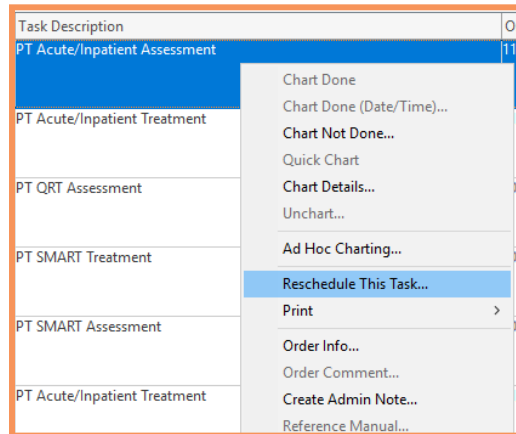 Task Description
PT Acute/Inpatient Assessment
Chart Done
Chart Done (Date/Time)...
PT Acute/Inpatient Treatment
Chart Not Done...
Quick Chart
PT QRT Assessment
Chart Details...
Unchart...
PT SMART Treatment
Ad Hoc Charting...
Reschedule This Task...
Print >
PT SMART Assessment
Order Info...
Order Comment...
PT Acute/Inpatient Treatment
Create Admin Note...
Reference Manual...